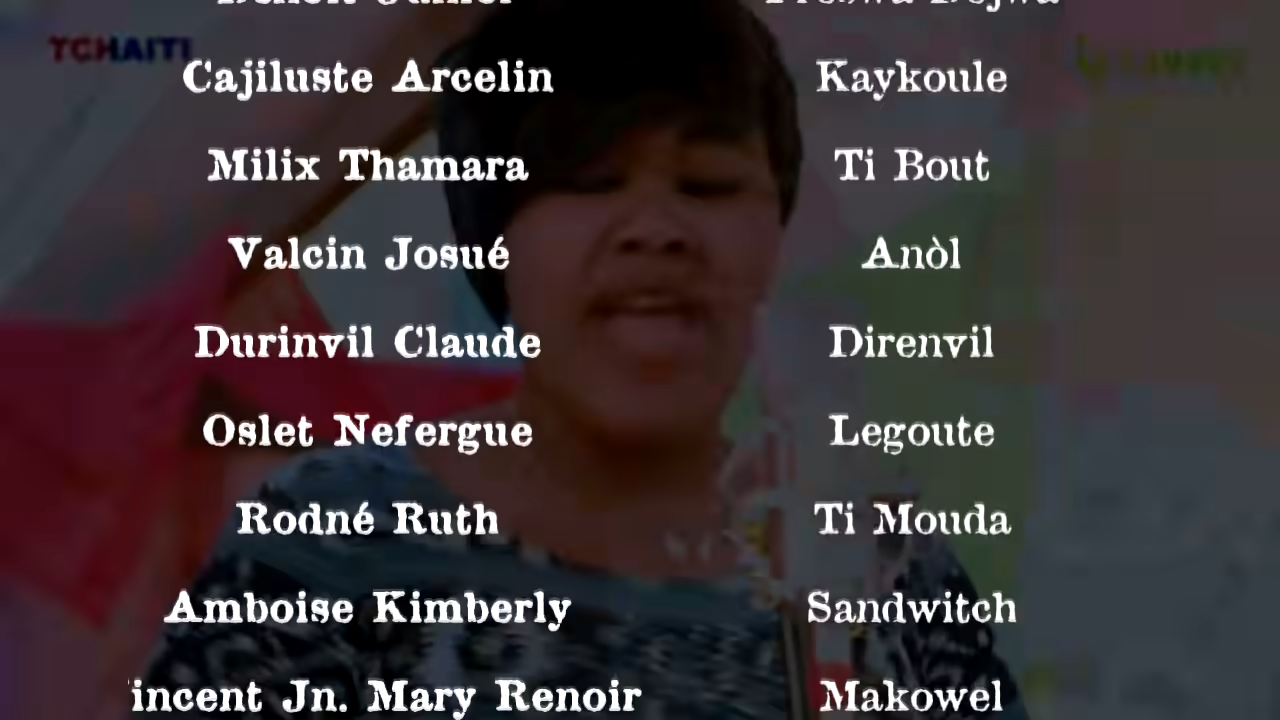 TCHAITI
Cajiluste Arcelin Kaykoule
Milix Thamara Ti Bout
Valcin Josué Anòl
Durinvil Claude Direnvil
Oslet Nefergue Legoute
Rodné Ruth Ti Mouda
Amboise Kimberly Sandwitch
incent Jn. Mary Renoir Makowel